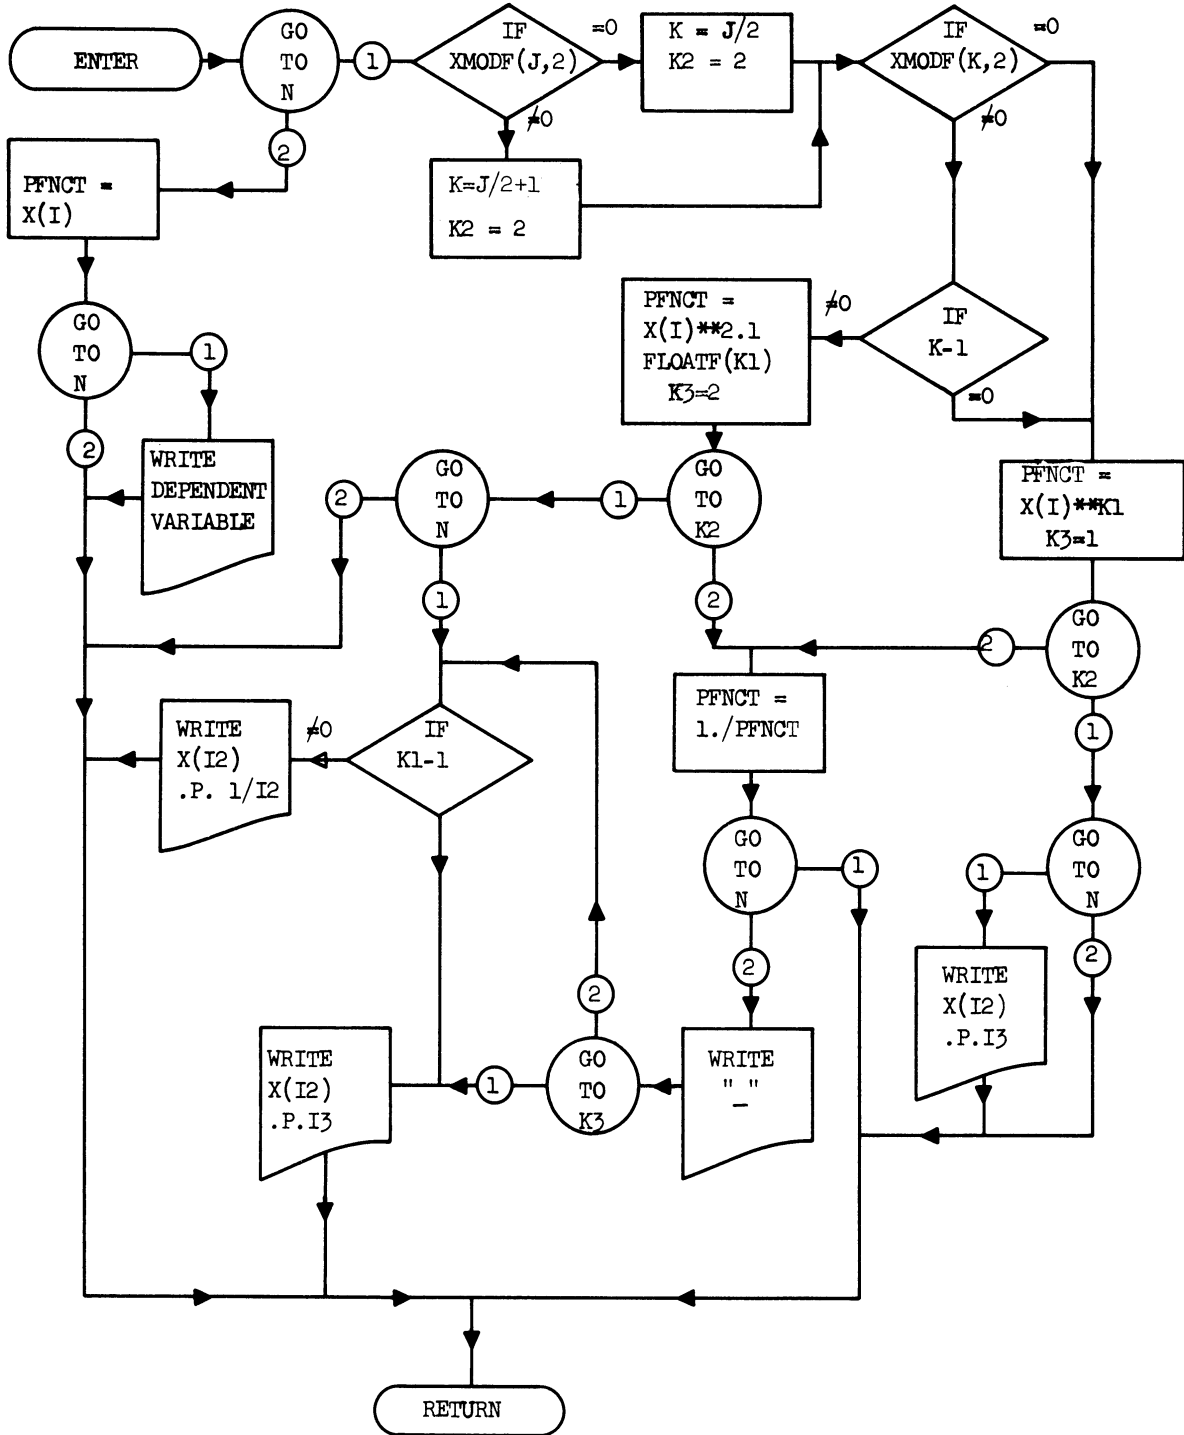 ENTER
GO
TO
N
1
IF
XMODF(J,2)
=0
≠0
K = J/2
K2 = 2
IF
XMODF(K,2)
=0
≠0
2
PFNCT =
X(I)
K=J/2+1
K2 = 2
GO
TO
N
1
2
WRITE
DEPENDENT
VARIABLE
PFNCT =
X(I)**2.1
FLOATF(K1)
K3=2
≠0
IF
K-1
=0
2
GO
TO
N
1
GO
TO
K2
PFNCT =
X(I)**K1
K3=1
1
2
2
GO
TO
K2
WRITE
X(I2)
.P. 1/I2
≠0
IF
K1-1
PFNCT =
1./PFNCT
1
GO
TO
N
1
1
GO
TO
N
2
2
2
WRITE
X(I2)
.P.I3
WRITE
X(I2)
.P.I3
1
GO
TO
K3
WRITE
"_"
RETURN